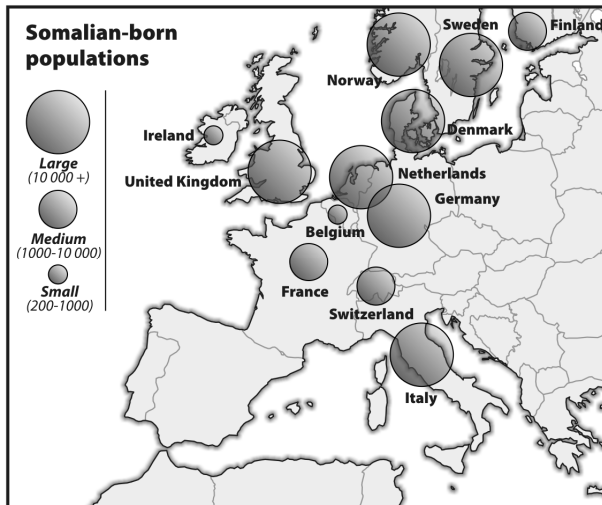 Somalian-born
populations
Large
(10 000 +)
Medium
(1000-10 000)
Small
(200-1000)
Sweden
Finland
Norway
Ireland
Denmark
United Kingdom
Netherlands
Germany
Belgium
France
Switzerland
Italy